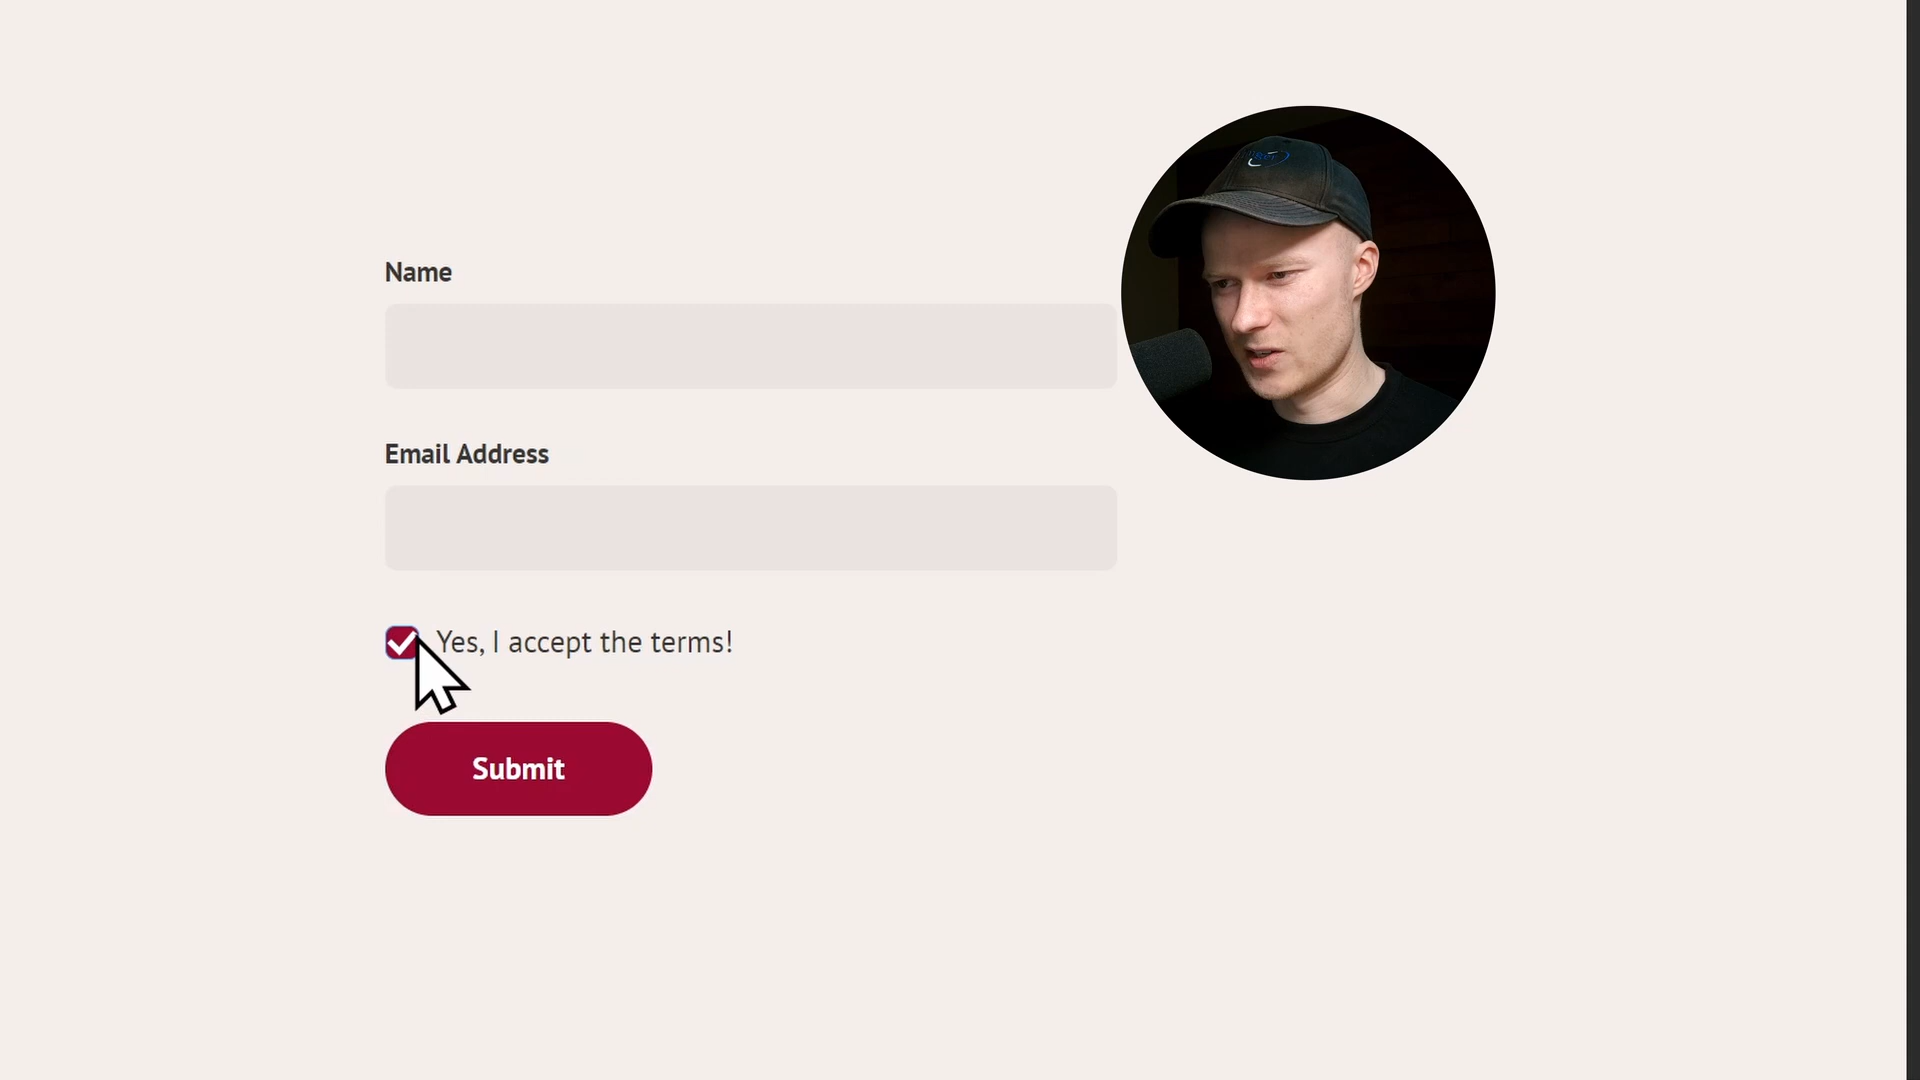 Name
Email Address
Yes, I accept the terms!
Submit